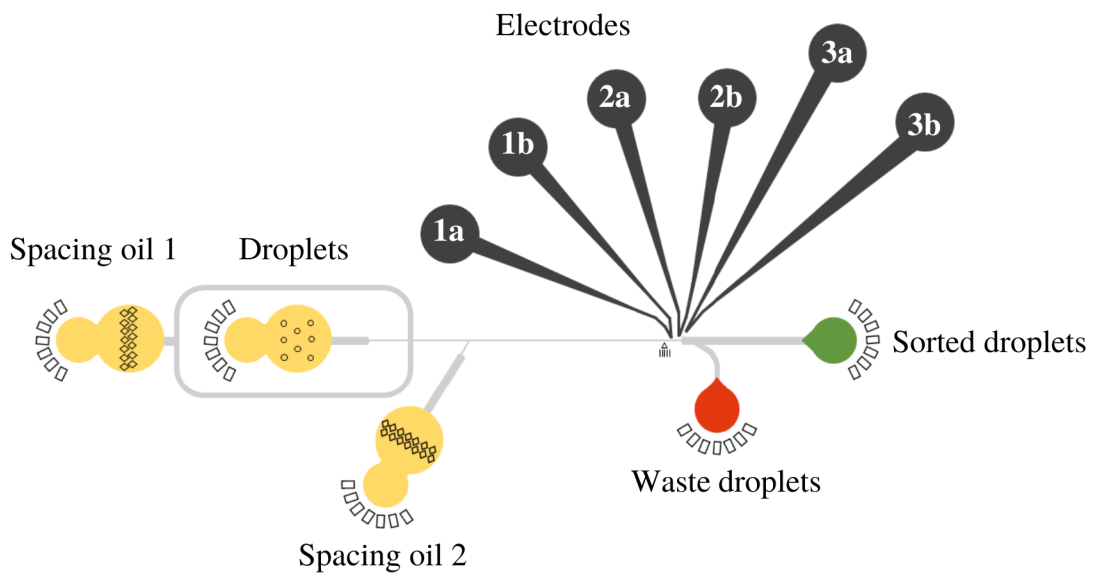 Electrodes
3a
2a
2b
3b
1b
1a
Spacing oil 1
Droplets
Sorted droplets
Waste droplets
Spacing oil 2